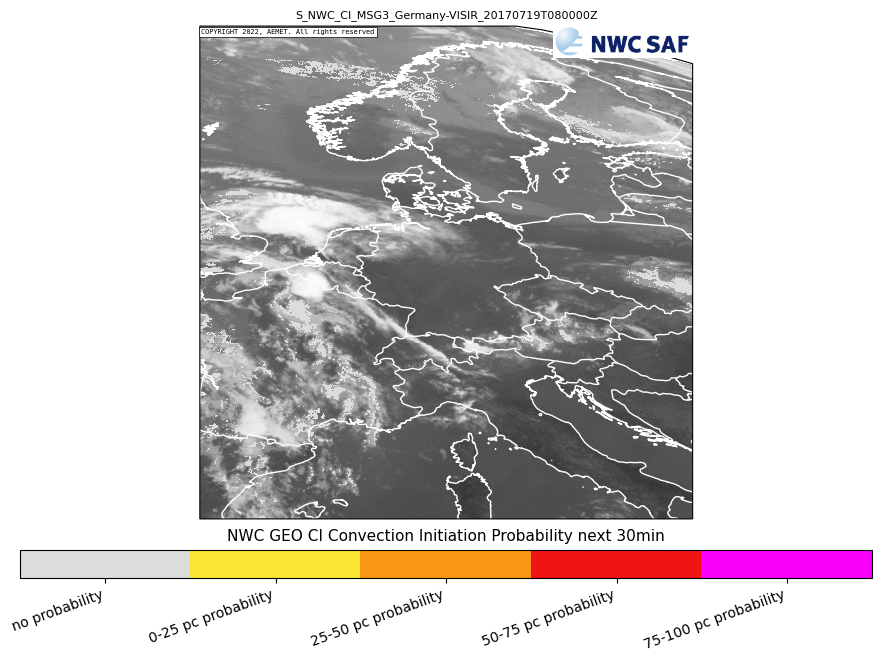 S_NWC_CI_MSG3_Germany-VISIR_20170719T080000Z
COPYRIGHT 2022, AEMET. All rights reserved
NWC SAF
NWC GEO CI Convection Initiation Probability next 30min
no probability
0-25 pc probability
25-50 pc probability
50-75 pc probability
75-100 pc probability